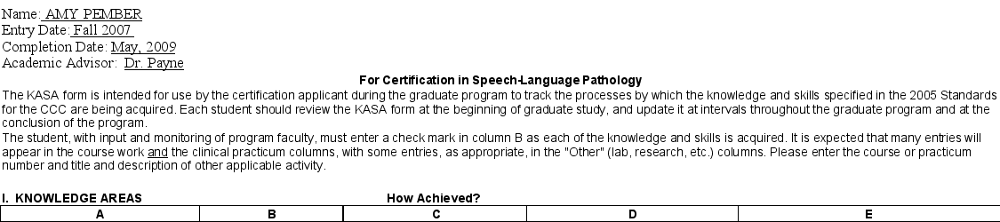 Name: AMY PEMBER
Entry Date: Fall 2007
Completion Date: May, 2009
Academic Advisor: Dr. Payne
For Certification in Speech-Language Pathology
The KASA form is intended for use by the certification applicant during the graduate program to track the processes by which the knowledge and skills specified in the 2005 Standards
for the CCC are being acquired. Each student should review the KASA form at the beginning of graduate study, and update it at intervals throughout the graduate program and at the
conclusion of the program.
The student, with input and monitoring of program faculty, must enter a check mark in column B as each of the knowledge and skills is acquired. It is expected that many entries will
appear in the course work and the clinical practicum columns, with some entries, as appropriate, in the "Other" (lab, research, etc.) columns. Please enter the course or practicum
number and title and description of other applicable activity.
I. KNOWLEDGE AREAS How Achieved?
A B C D E